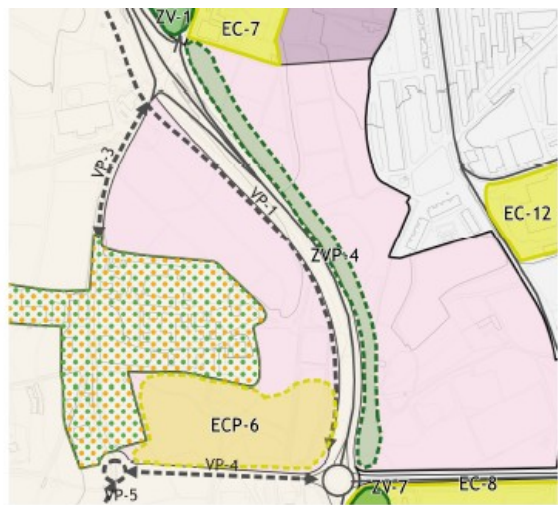 ZV-1
EC-7
VP-3
VP-1
EC-12
ZVP-4
ECP-6
VP-4
VP-5
ZV-7
EC-8